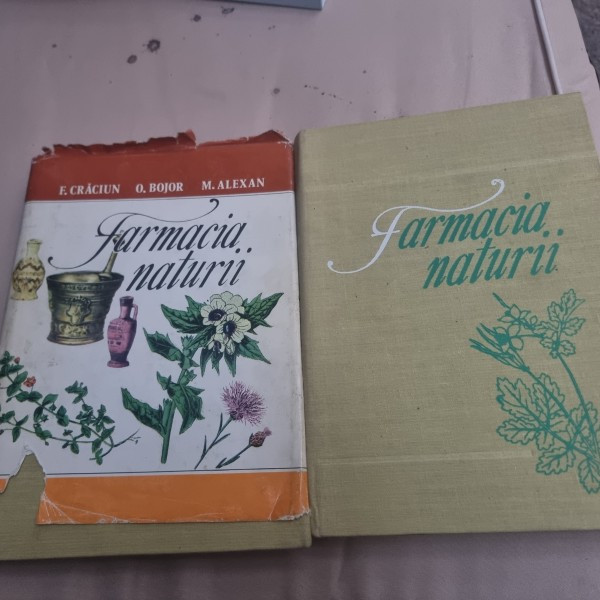 F. CRĂCIUN O. BOJOR M. ALEXAN
Farmacia
naturii
Farmacia
naturii